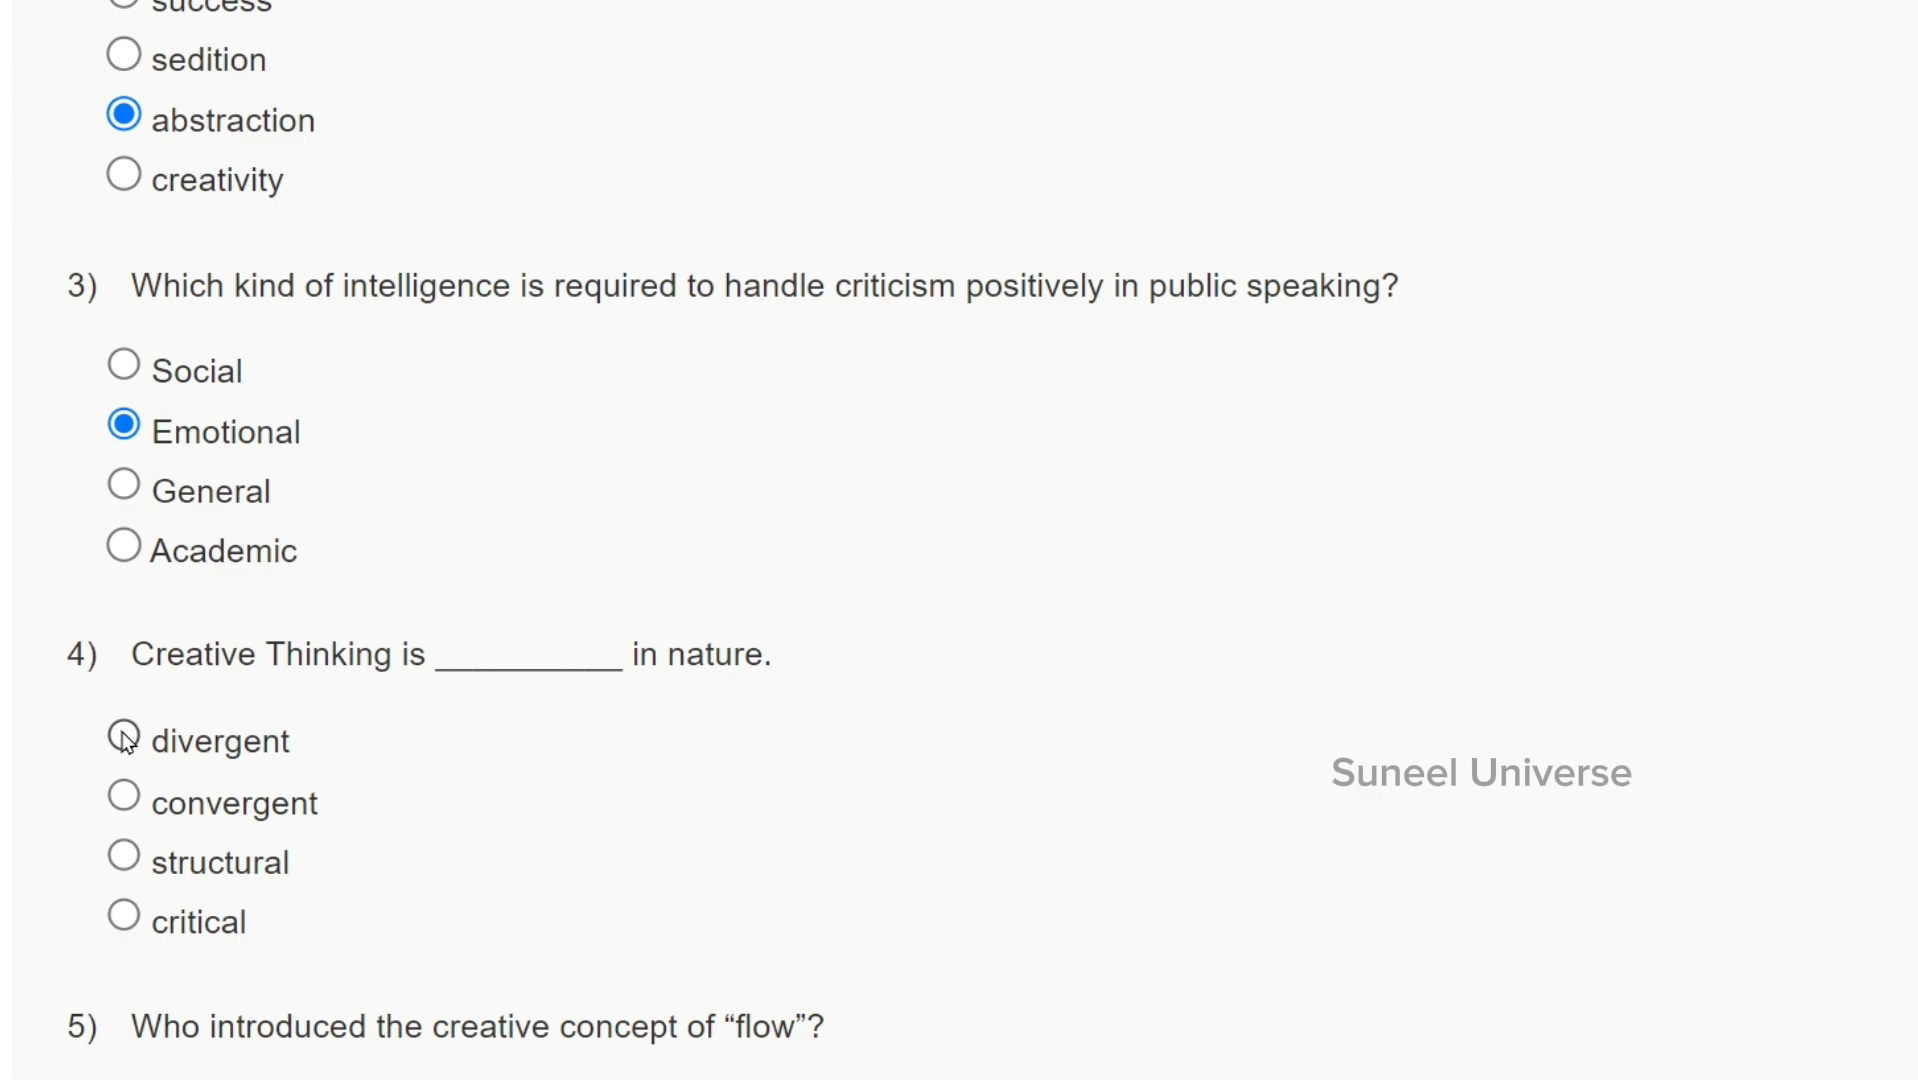 success
sedition
abstraction
creativity
3) Which kind of intelligence is required to handle criticism positively in public speaking?
Social
Emotional
General
Academic
4) Creative Thinking is __________ in nature.
divergent
convergent
structural
critical
Suneel Universe
5) Who introduced the creative concept of “flow”?